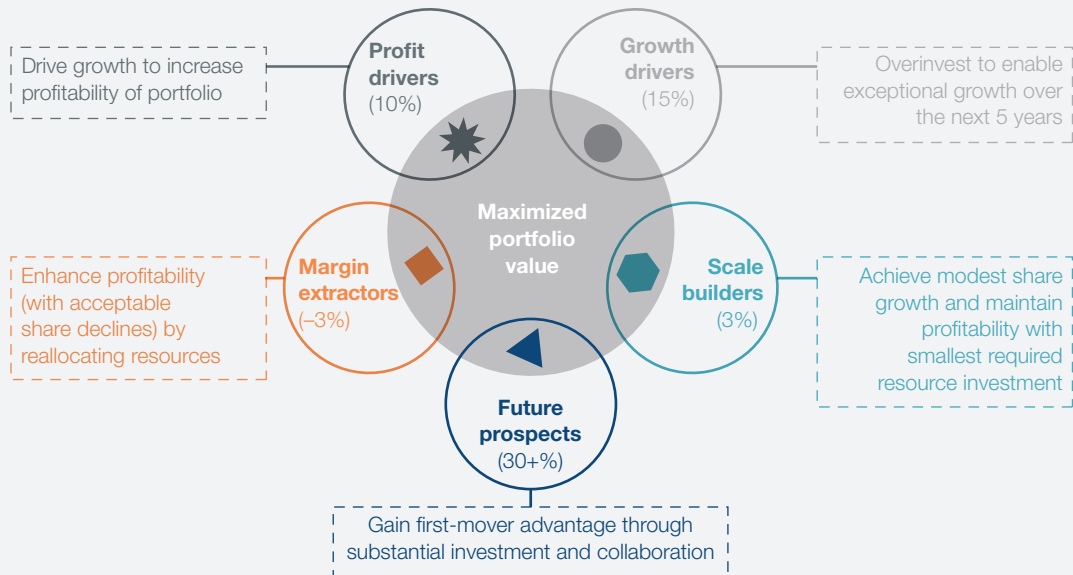 Drive growth to increase
profitability of portfolio
Profit
drivers
(10%)
Growth
drivers
(15%)
Overinvest to enable
exceptional growth over
the next 5 years
Maximized
portfolio
value
Enhance profitability
(with acceptable
share declines) by
reallocating resources
Margin
extractors
(–3%)
Scale
builders
(3%)
Achieve modest share
growth and maintain
profitability with
smallest required
resource investment
Future
prospects
(30+%)
Gain first-mover advantage through
substantial investment and collaboration